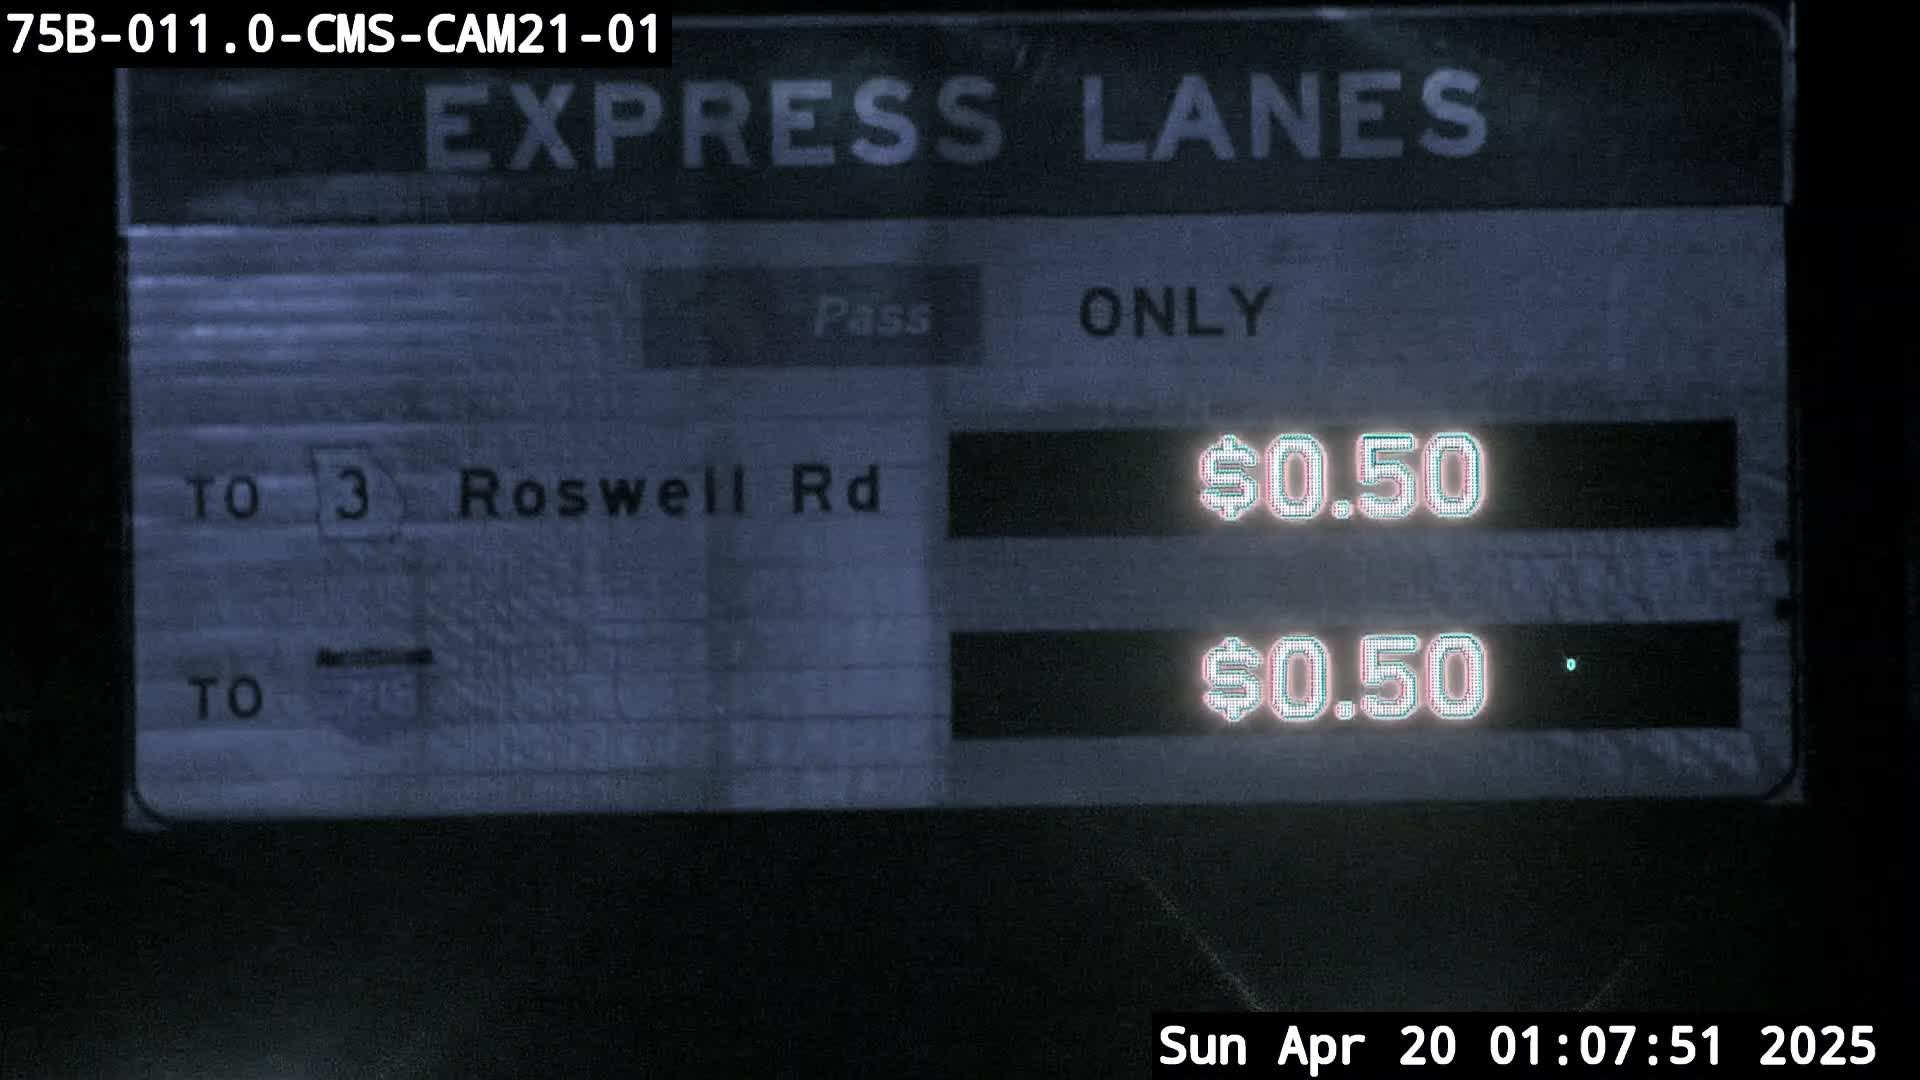 75B-011.0-CMS-CAM21-01
EXPRESS LANES
Pass ONLY
TO 3 Roswell Rd $0.50
TO $0.50
Sun Apr 20 01:07:51 2025